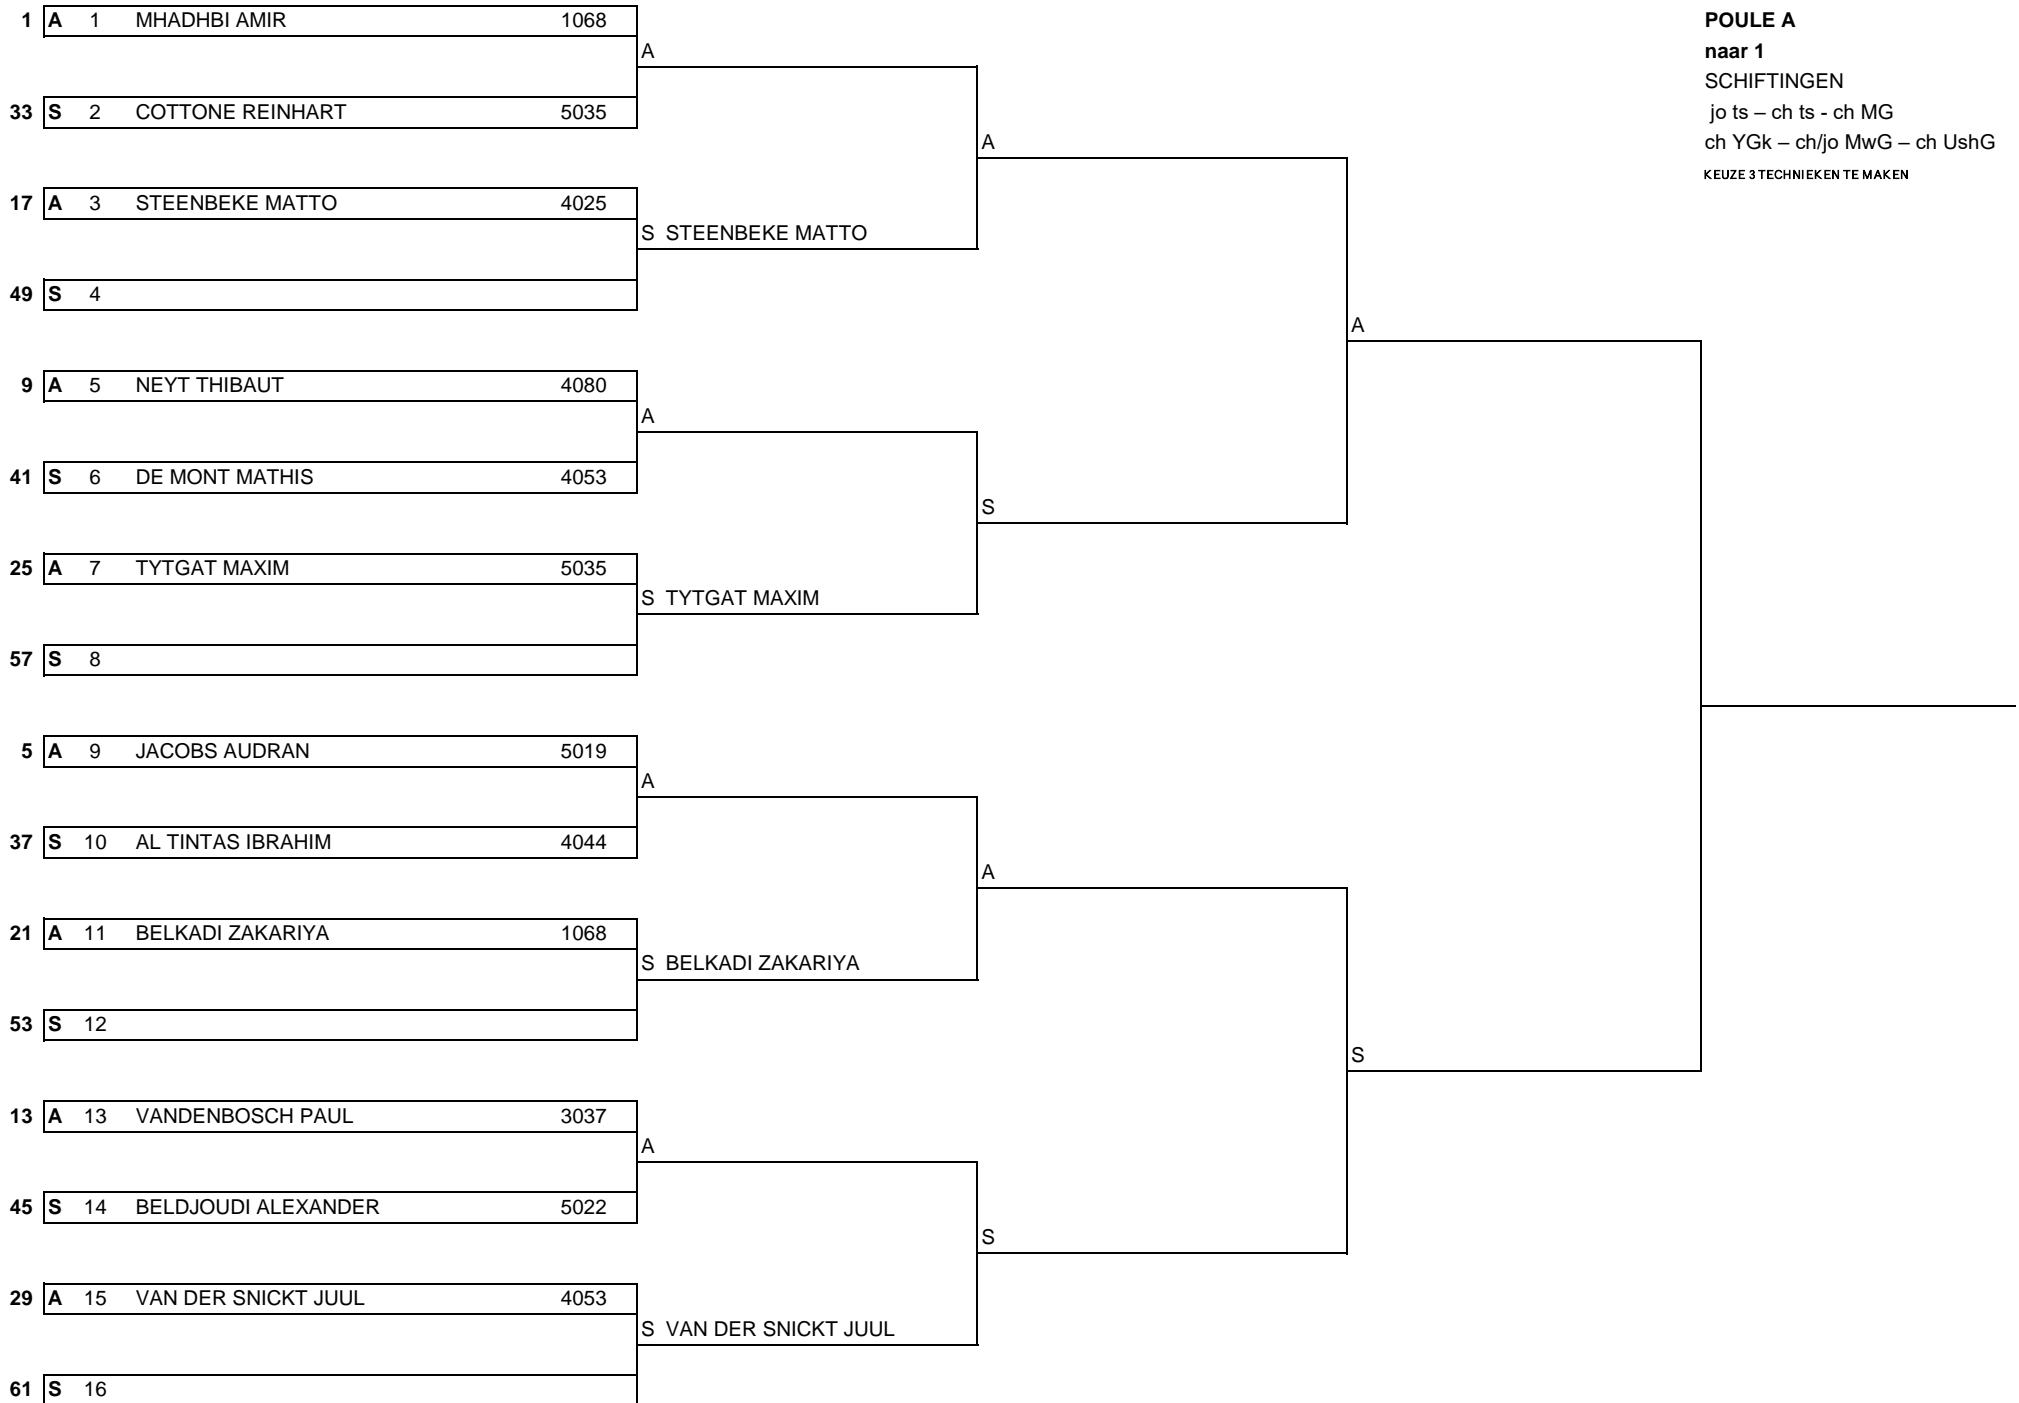 1 A 1 MHADHBI AMIR 1068
POULE A
naar 1
SCHIFTINGEN
jo ts – ch ts - ch MG
ch YGk – ch/jo MwG – ch UshG
KEUZE 3 TECHNIEKEN TE MAKEN
A
33 S 2 COTTONE REINHART 5035
A
17 A 3 STEENBEKE MATTO 4025
S STEENBEKE MATTO
49 S 4
A
9 A 5 NEYT THIBAUT 4080
A
41 S 6 DE MONT MATHIS 4053
S
25 A 7 TYTGAT MAXIM 5035
S TYTGAT MAXIM
57 S 8
5 A 9 JACOBS AUDRAN 5019
A
37 S 10 AL TINTAS IBRAHIM 4044
A
21 A 11 BELKADI ZAKARIYA 1068
S BELKADI ZAKARIYA
53 S 12
S
13 A 13 VANDENBOSCH PAUL 3037
A
45 S 14 BELDJOUDI ALEXANDER 5022
S
29 A 15 VAN DER SNICKT JUUL 4053
S VAN DER SNICKT JUUL
61 S 16